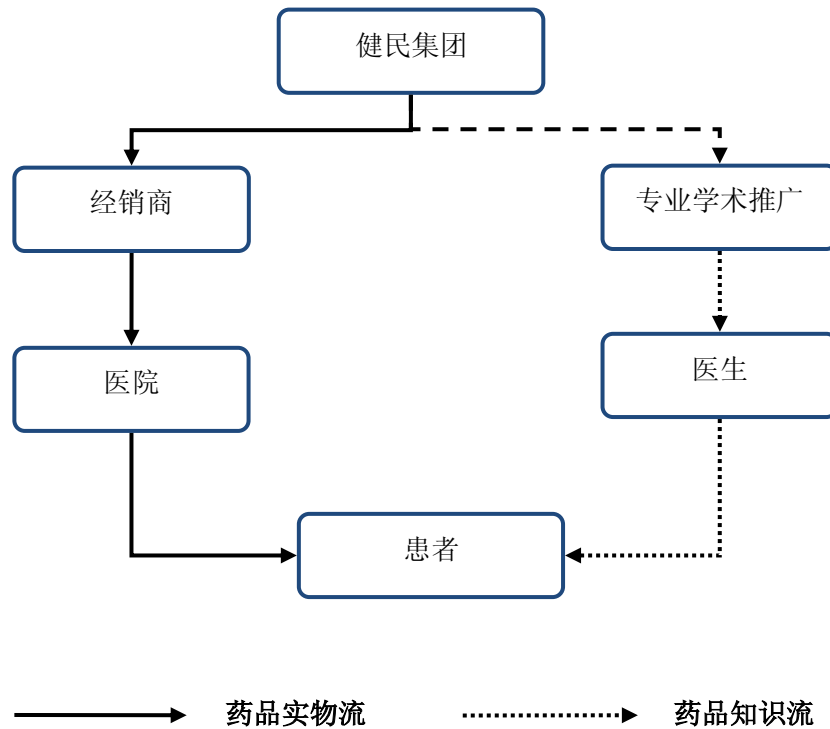 健民集团
经销商
专业学术推广
医院
医生
患者
药品实物流
药品知识流